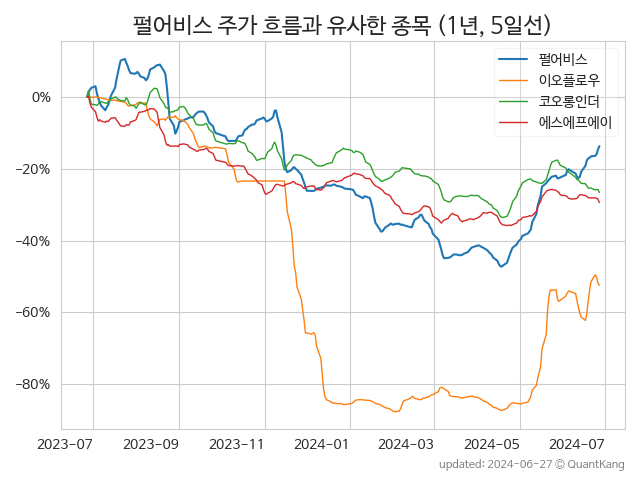 펄어비스 주가 흐름과 유사한 종목 (1년, 5일선)
펄어비스
이오플로우
코오롱인더
에스에프에이
0%
−20%
−40%
−60%
−80%
2023−07 2023−09 2023−11 2024−01 2024−03 2024−05 2024−07
updated: 2024-06-27 © QuantKang